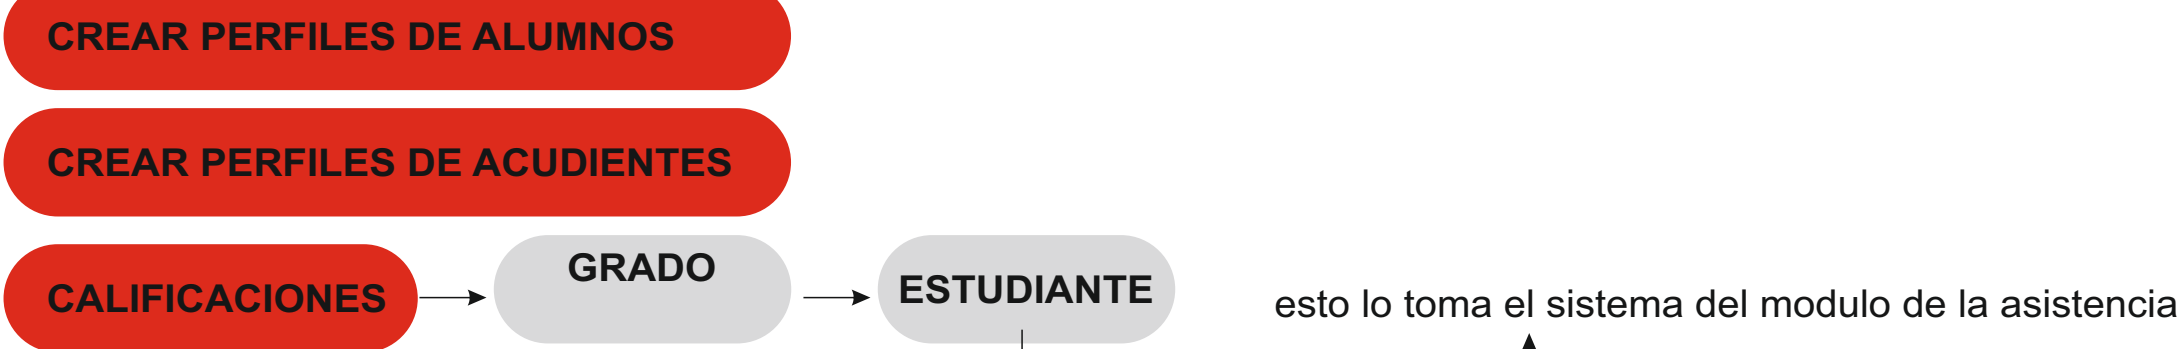 CREAR PERFILES DE ALUMNOS
CREAR PERFILES DE ACUDIENTES
CALIFICACIONES
GRADO
ESTUDIANTE
esto lo toma el sistema del modulo de la asistencia